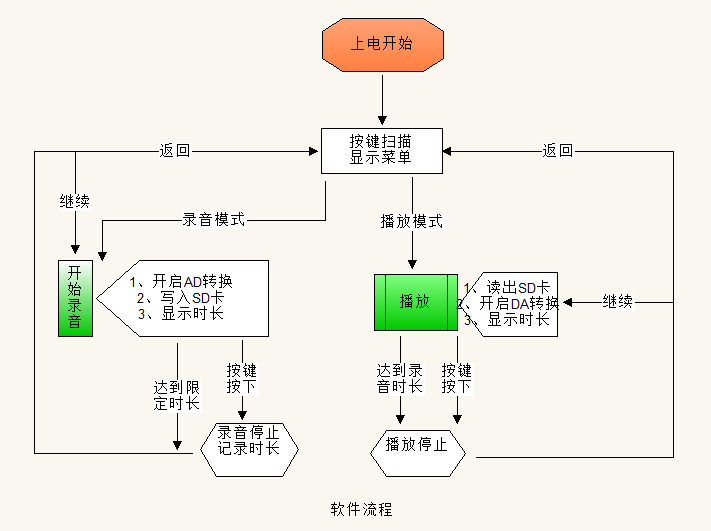 上电开始
按键扫描
显示菜单
返回
返回
继续
录音模式
播放模式
开始录音
1、开启AD转换
2、写入SD卡
3、显示时长
播放
1、读出SD卡
2、开启DA转换
3、显示时长
继续
达到限
定时长
按键
按下
达到录
音时长
按键
按下
录音停止
记录时长
播放停止
软件流程